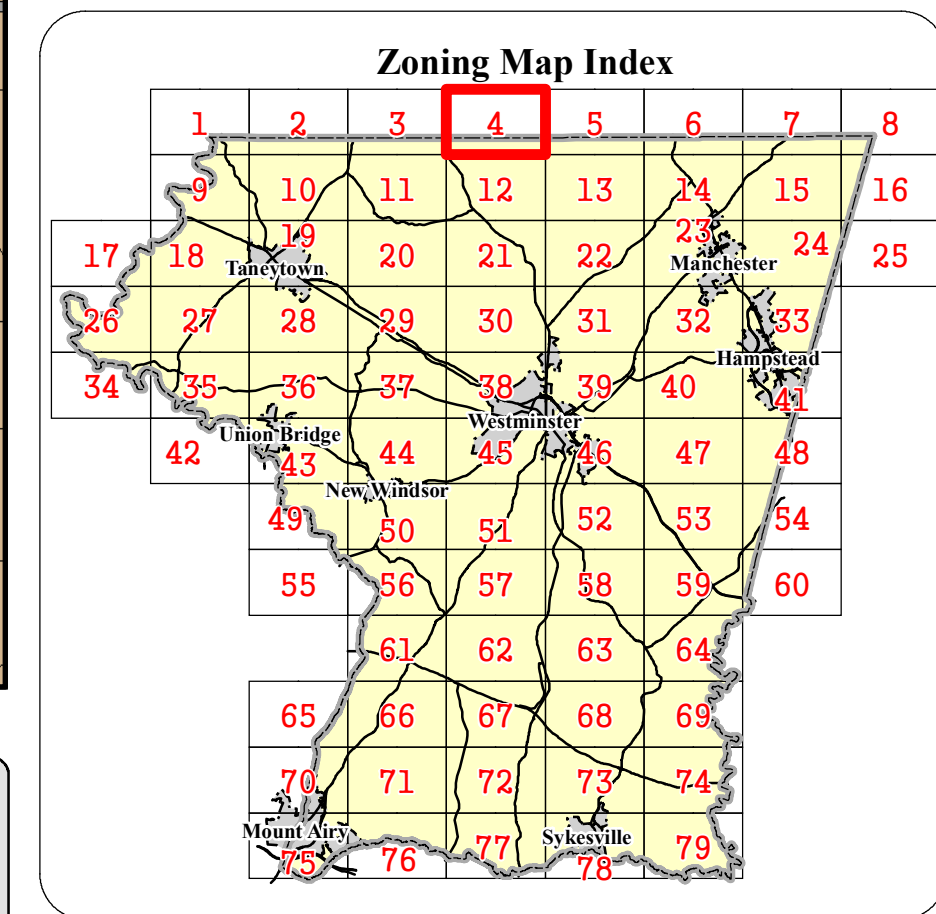 Zoning Map Index
1 2 3 4 5 6 7 8
9 10 11 12 13 14 15 16
17 18 19 20 21 22 23 24 25
Taneytown
Manchester
26 27 28 29 30 31 32 33
Hampstead
34 35 36 37 38 39 40 41
Westminster
Union Bridge
42 43 44 45 46 47 48
New Windsor
49 50 51 52 53 54
55 56 57 58 59 60
61 62 63 64
65 66 67 68 69
70 71 72 73 74
Mount Airy
Sykesville
75 76 77 78 79